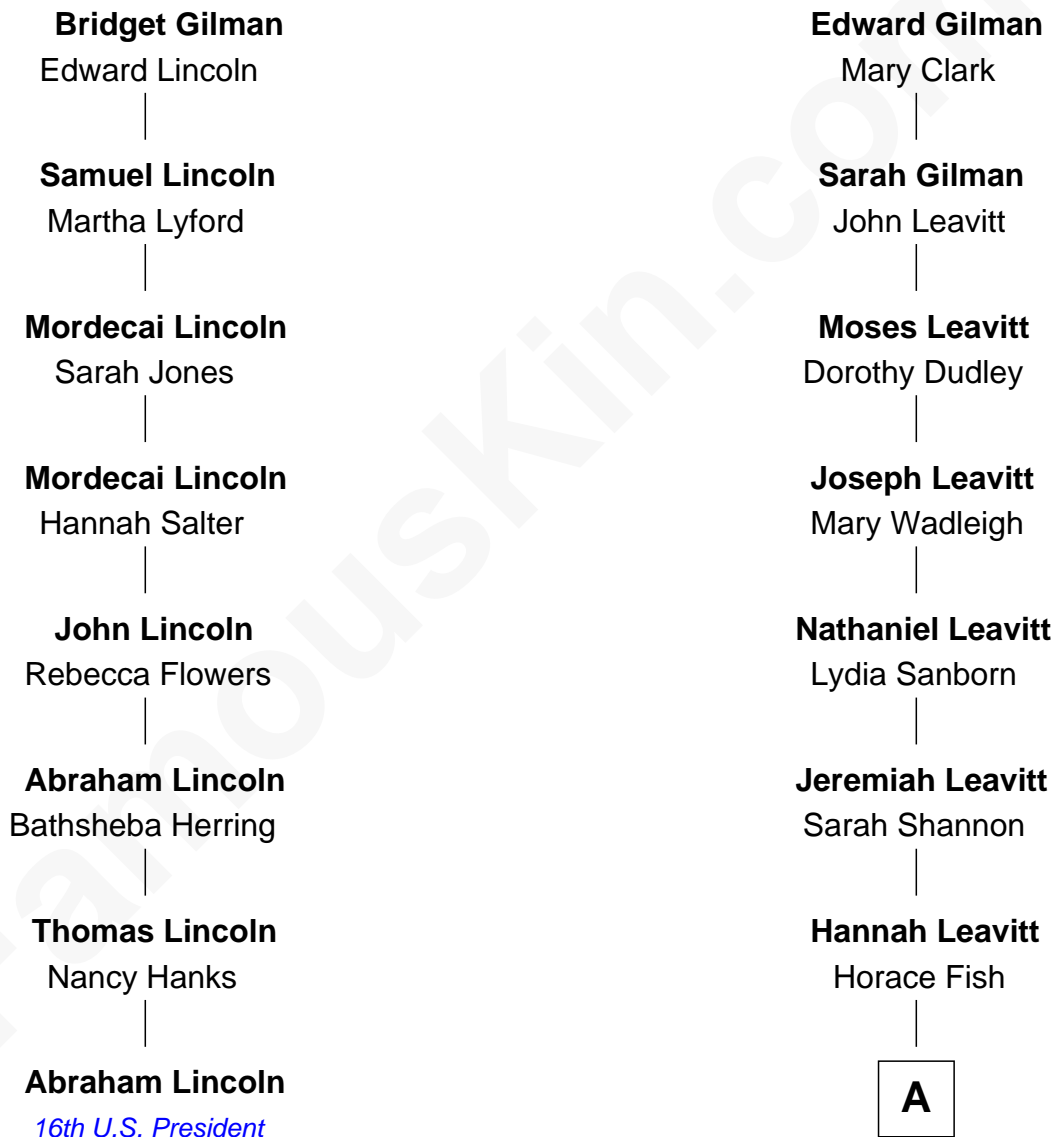 Bridget Gilman
Edward Lincoln
Samuel Lincoln
Martha Lyford
Mordecai Lincoln
Sarah Jones
Mordecai Lincoln
Hannah Salter
John Lincoln
Rebecca Flowers
Abraham Lincoln
Bathsheba Herring
Thomas Lincoln
Nancy Hanks
Abraham Lincoln
16th U.S. President
Edward Gilman
Mary Clark
Sarah Gilman
John Leavitt
Moses Leavitt
Dorothy Dudley
Joseph Leavitt
Mary Wadleigh
Nathaniel Leavitt
Lydia Sanborn
Jeremiah Leavitt
Sarah Shannon
Hannah Leavitt
Horace Fish
A
FamousKin.com